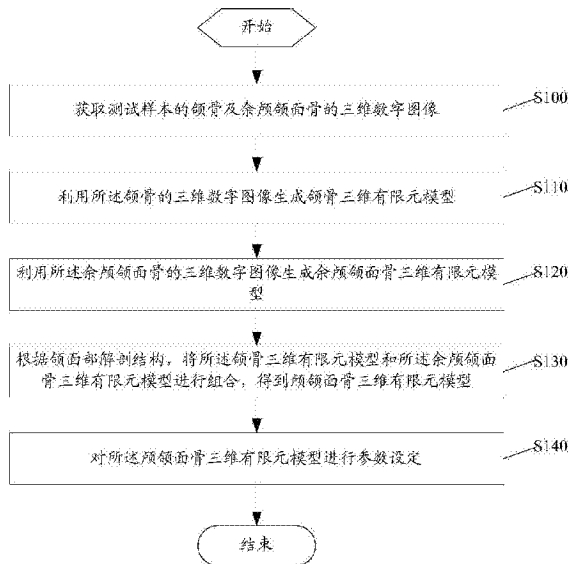 开始
获取测试样本的颌骨及余颅颌面骨的三维数字图像
S100
利用所述颌骨的三维数字图像生成颌骨三维有限元模型
S110
利用所述余颅颌面骨的三维数字图像生成余颅颌面骨三维有限元模
型
S120
根据颌面部解剖结构，将所述颌骨三维有限元模型和所述余颅颌面
骨三维有限元模型进行组合，得到颅颌面骨三维有限元模型
S130
对所述颅颌面骨三维有限元模型进行参数设定
S140
结束